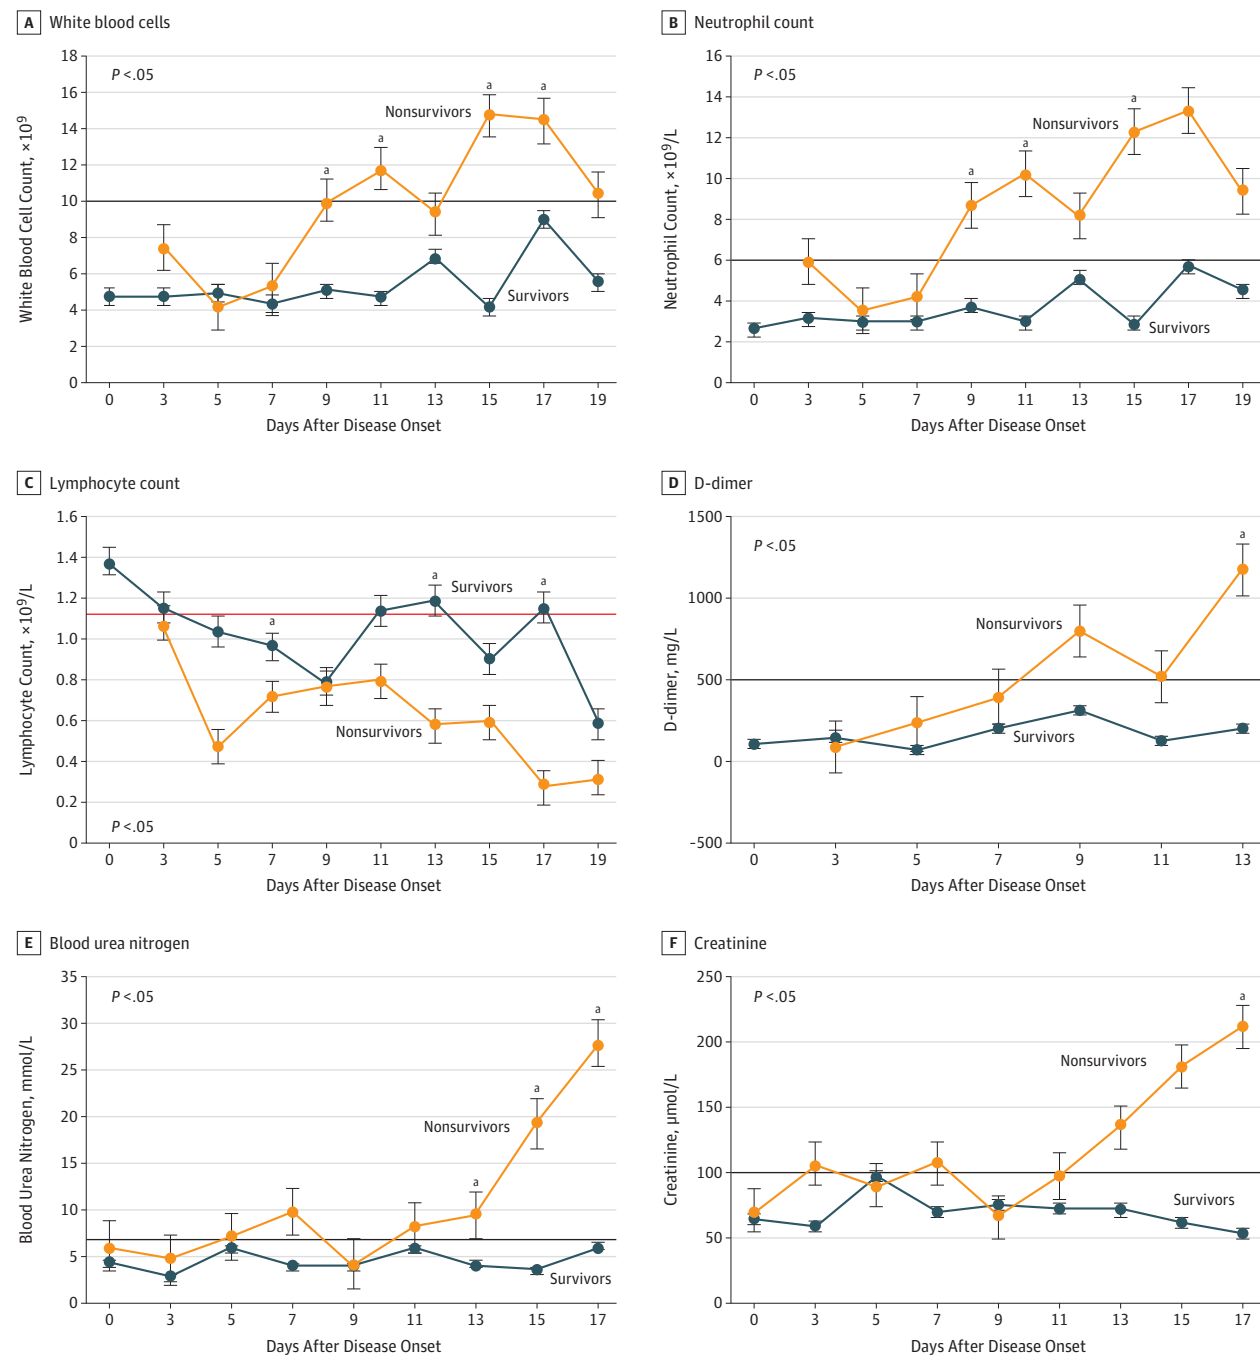 A White blood cells
P <.05
White Blood Cell Count, ×10⁹
18
16
14
12
10
8
6
4
2
0
a
a
a
a
Nonsurvivors
Survivors
0 3 5 7 9 11 13 15 17 19
Days After Disease Onset
B Neutrophil count
P <.05
Neutrophil Count, ×10⁹/L
16
14
12
10
8
6
4
2
0
a
a
a
Nonsurvivors
Survivors
0 3 5 7 9 11 13 15 17 19
Days After Disease Onset
C Lymphocyte count
Lymphocyte Count, ×10⁹/L
1.6
1.4
1.2
1.0
0.8
0.6
0.4
0.2
0
a
a
a
Survivors
Nonsurvivors
P <.05
0 3 5 7 9 11 13 15 17 19
Days After Disease Onset
D D-dimer
P <.05
D-dimer, mg/L
1500
1000
500
0
-500
a
Nonsurvivors
Survivors
0 3 5 7 9 11 13
Days After Disease Onset
E Blood urea nitrogen
P <.05
Blood Urea Nitrogen, mmol/L
35
30
25
20
15
10
5
0
a
a
a
Nonsurvivors
Survivors
0 3 5 7 9 11 13 15 17
Days After Disease Onset
F Creatinine
P <.05
Creatinine, µmol/L
250
200
150
100
50
0
a
Nonsurvivors
Survivors
0 3 5 7 9 11 13 15 17
Days After Disease Onset